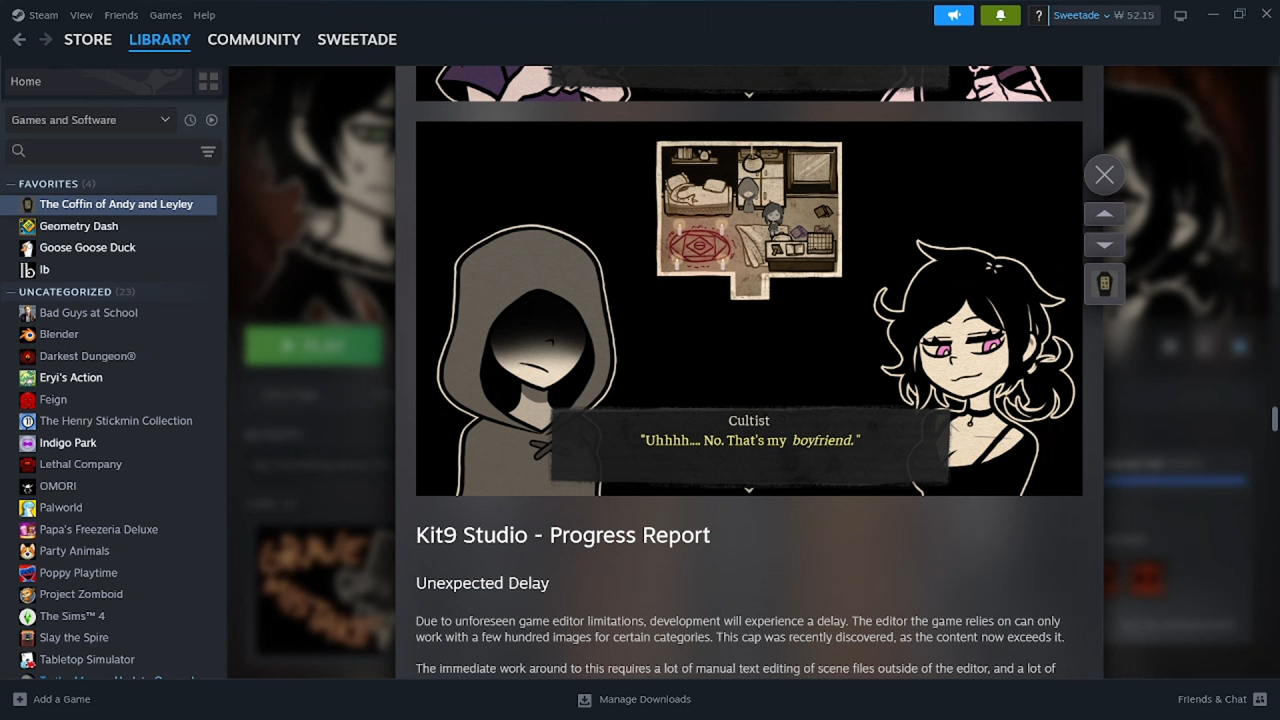 Steam View Friends Games Help
? Sweetade ₩ 52.15
STORE LIBRARY COMMUNITY SWEETADE
Home
Games and Software
FAVORITES (4)
The Coffin of Andy and Leyley
Geometry Dash
Goose Goose Duck
Ib
UNCATEGORIZED (23)
Bad Guys at School
Blender
Darkest Dungeon®
Eryi's Action
Feign
The Henry Stickmin Collection
Indigo Park
Lethal Company
OMORI
Palworld
Papa's Freezeria Deluxe
Party Animals
Poppy Playtime
Project Zomboid
The Sims™ 4
Slay the Spire
Tabletop Simulator
Cultist
"Uhhhh.... No. That's my boyfriend."
Kit9 Studio - Progress Report
Unexpected Delay
Due to unforeseen game editor limitations, development will experience a delay. The editor the game relies on can only
work with a few hundred images for certain categories. This cap was recently discovered, as the content now exceeds it.
The immediate work around to this requires a lot of manual text editing of scene files outside of the editor, and a lot of
Add a Game
Manage Downloads
Friends & Chat